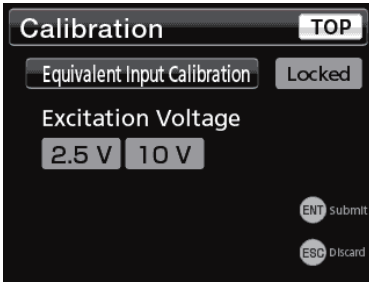 Calibration TOP
Equivalent Input Calibration Locked
Excitation Voltage
2.5 V 10 V
ENT Submit
ESC Discard